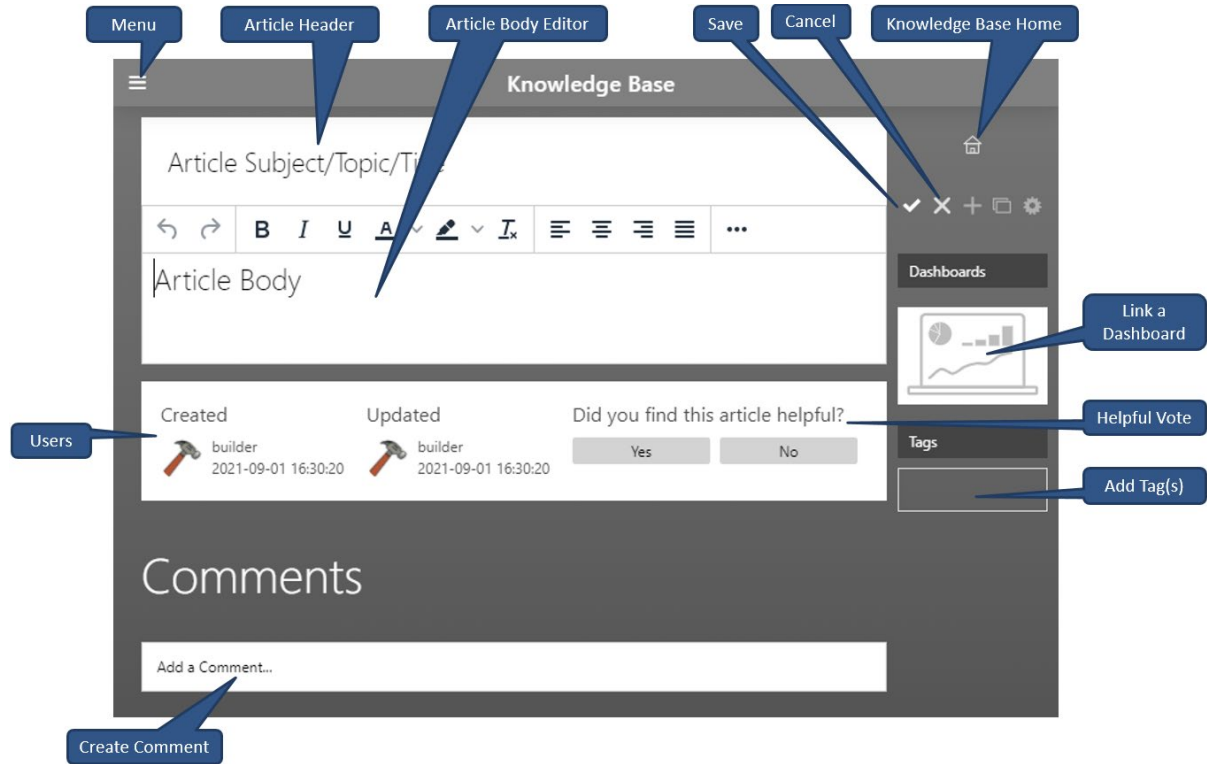 Menu
Article Header
Article Body Editor
Save
Cancel
Knowledge Base Home
Knowledge Base
Article Subject/Topic/Title
B I U A Tx
Article Body
Dashboards
Link a
Dashboard
Users
Created
builder
2021-09-01 16:30:20
Updated
builder
2021-09-01 16:30:20
Did you find this article helpful?
Yes
No
Helpful Vote
Tags
Add Tag(s)
Comments
Add a Comment...
Create Comment